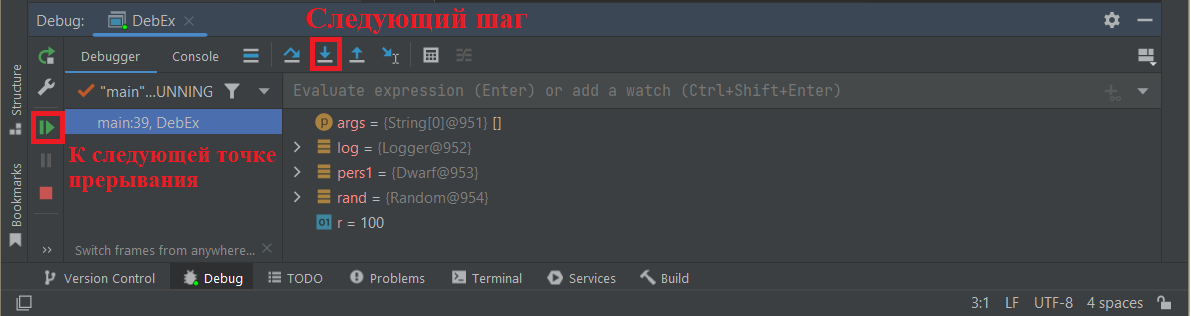 Debug:
DebEx
Следующий шаг
Debugger
Console
"main"...UNNING
Evaluate expression (Enter) or add a watch (Ctrl+Shift+Enter)
main:39, DebEx
К следующей точке
прерывания
args = {String[0]@951} []
log = {Logger@952}
pers1 = {Dwarf@953}
rand = {Random@954}
r = 100
Switch frames from anywhere...
Structure
Bookmarks
Version Control
Debug
TODO
Problems
Terminal
Services
Build
3:1
LF
UTF-8
4 spaces